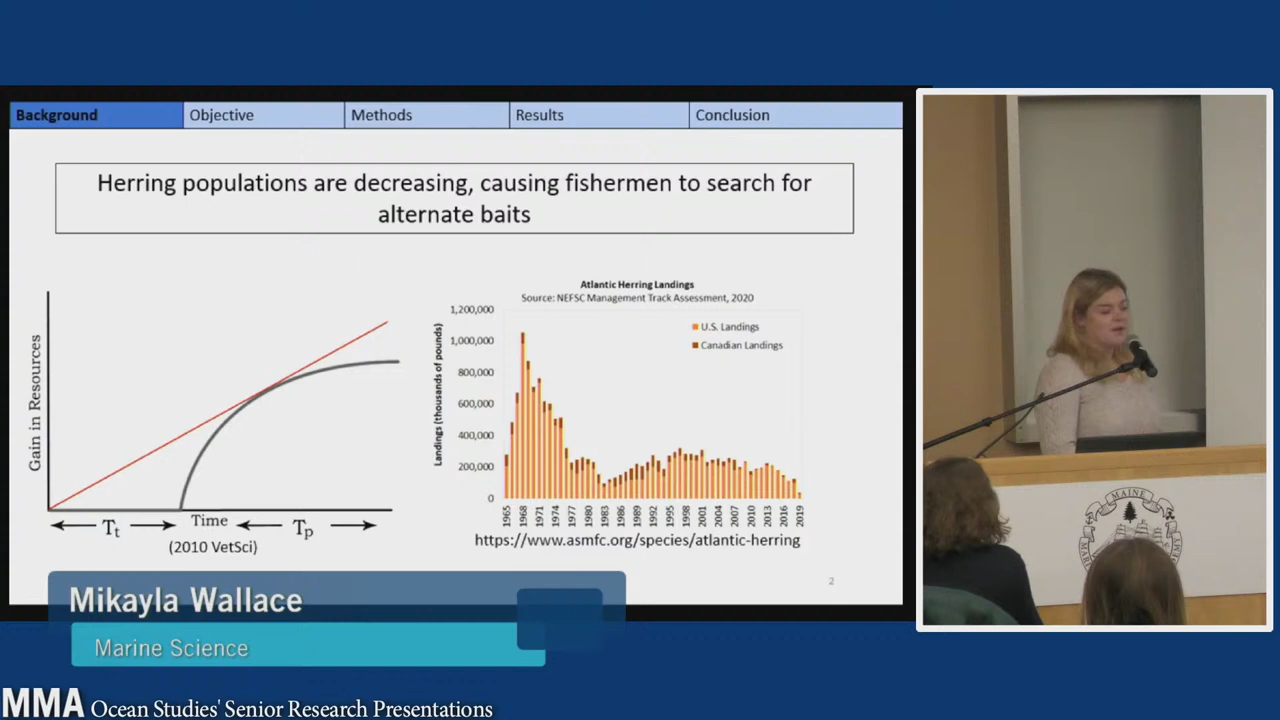 Background
Objective
Methods
Results
Conclusion
Herring populations are decreasing, causing fishermen to search for
alternate baits
Gain in Resources
Tt
Time
Tp
(2010 VetSci)
Atlantic Herring Landings
Source: NEFSC Management Track Assessment, 2020
Landings (thousands of pounds)
1,200,000
1,000,000
800,000
600,000
400,000
200,000
0
U.S. Landings
Canadian Landings
1965
1968
1971
1974
1977
1980
1983
1986
1989
1992
1995
1998
2001
2004
2007
2010
2013
2016
2019
https://www.asmfc.org/species/atlantic-herring
2
MAINE
Mikayla Wallace
Marine Science
MMA Ocean Studies' Senior Research Presentations